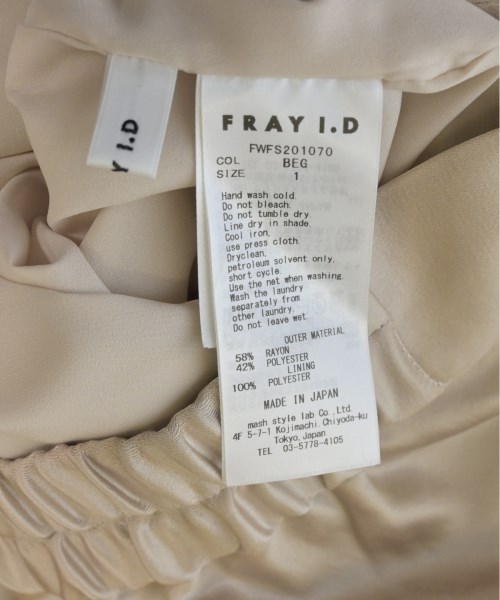 Y I.D
FRAY I.D
FWFS201070
COL BEG
SIZE 1
Hand wash cold.
Do not bleach.
Do not tumble dry.
Line dry in shade.
Cool iron,
use press cloth.
Dryclean,
petroleum solvent only,
short cycle.
Use the net when washing.
Wash the laundry
separately from
other laundry.
Do not leave wet.
OUTER MATERIAL
58% RAYON
42% POLYESTER
LINING
100% POLYESTER
MADE IN JAPAN
mash style lab Co.,Ltd.
4F 5-7-1 Kojimachi,Chiyoda-ku
Tokyo,Japan
TEL 03-5778-4105